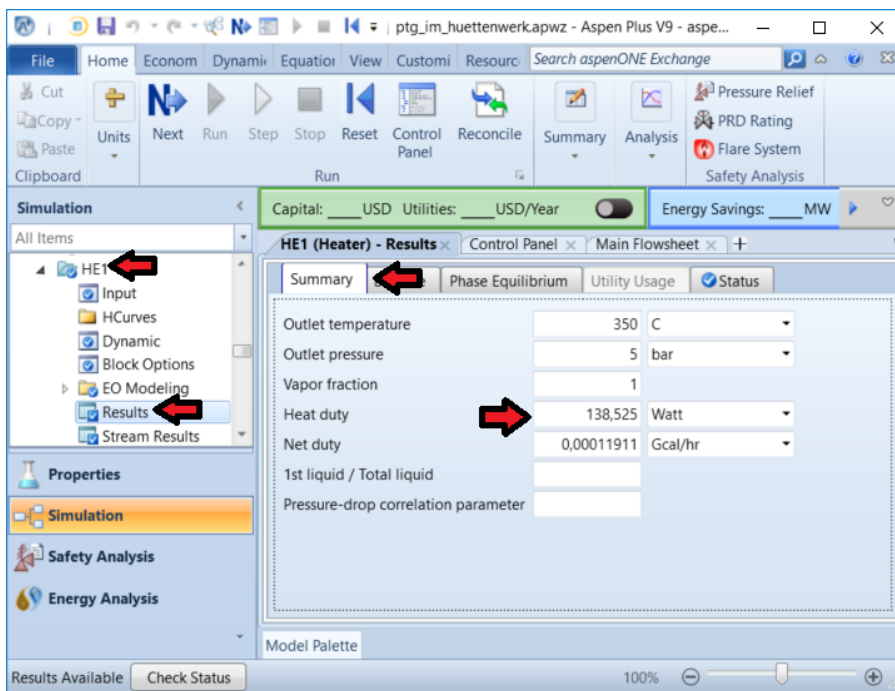 ptg_im_huettenwerk.apwz - Aspen Plus V9 - aspe...
File Home Econom Dynami Equation View Customi Resourc Search aspenONE Exchange
Cut
Copy
Paste
Clipboard
Units
Next Run Step Stop Reset Control Panel Reconcile
Run
Summary
Analysis
Pressure Relief
PRD Rating
Flare System
Safety Analysis
Simulation
All Items
HE1
Input
HCurves
Dynamic
Block Options
EO Modeling
Results
Stream Results
Properties
Simulation
Safety Analysis
Energy Analysis
Capital: ____USD Utilities: ____USD/Year Energy Savings: ____MW
HE1 (Heater) - Results Control Panel Main Flowsheet +
Summary Phase Equilibrium Utility Usage Status
Outlet temperature 350 C
Outlet pressure 5 bar
Vapor fraction 1
Heat duty 138,525 Watt
Net duty 0,00011911 Gcal/hr
1st liquid / Total liquid
Pressure-drop correlation parameter
Model Palette
Results Available Check Status 100%